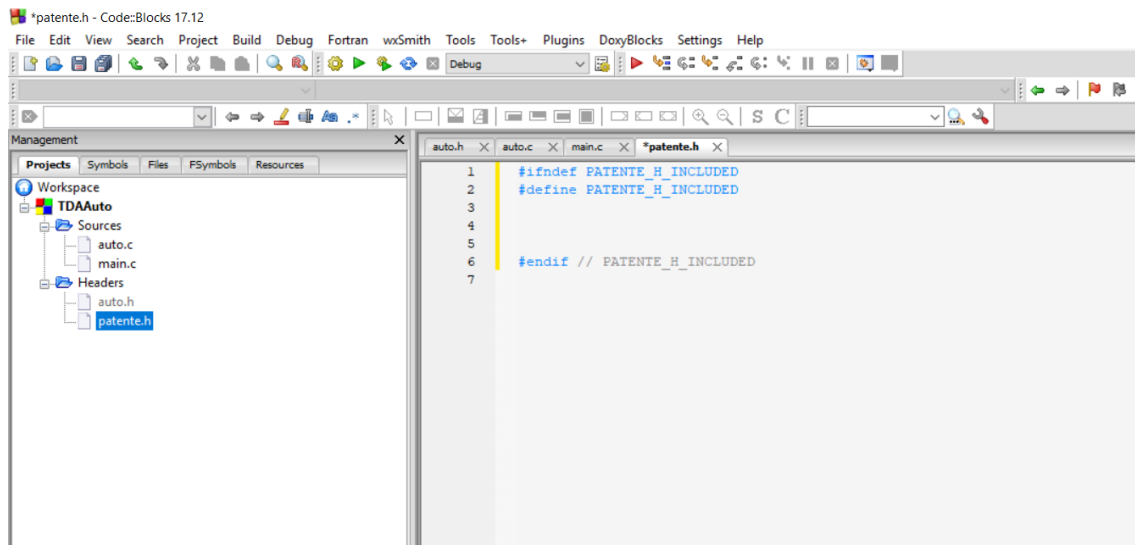 *patente.h - Code::Blocks 17.12
File Edit View Search Project Build Debug Fortran wxSmith Tools Tools+ Plugins DoxyBlocks Settings Help
Debug
Aa .*
S C
Management
Projects Symbols Files FSymbols Resources
Workspace
TDAAuto
Sources
auto.c
main.c
Headers
auto.h
patente.h
auto.h auto.c main.c *patente.h
1 #ifndef PATENTE_H_INCLUDED
2 #define PATENTE_H_INCLUDED
3
4
5
6 #endif // PATENTE_H_INCLUDED
7